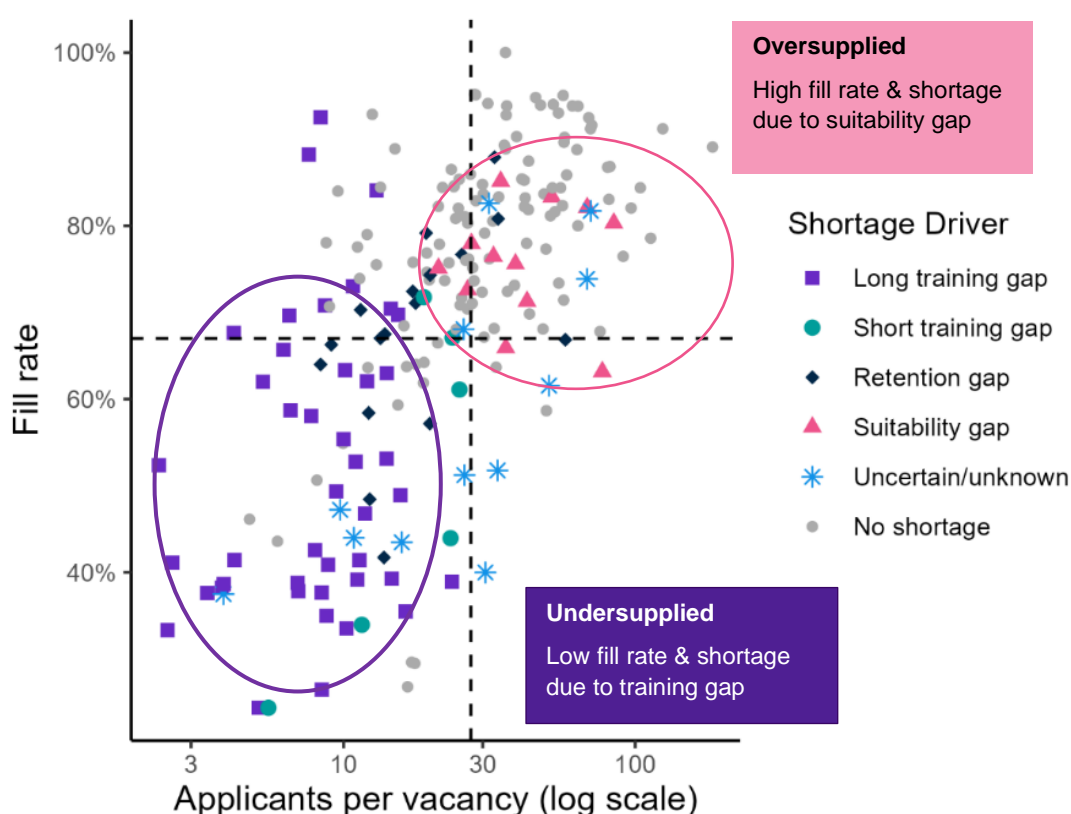 Oversupplied
High fill rate & shortage
due to suitability gap
100%
80%
60%
40%
Fill rate
3
10
30
100
Applicants per vacancy (log scale)
Shortage Driver
Long training gap
Short training gap
Retention gap
Suitability gap
Uncertain/unknown
No shortage
Undersupplied
Low fill rate & shortage
due to training gap